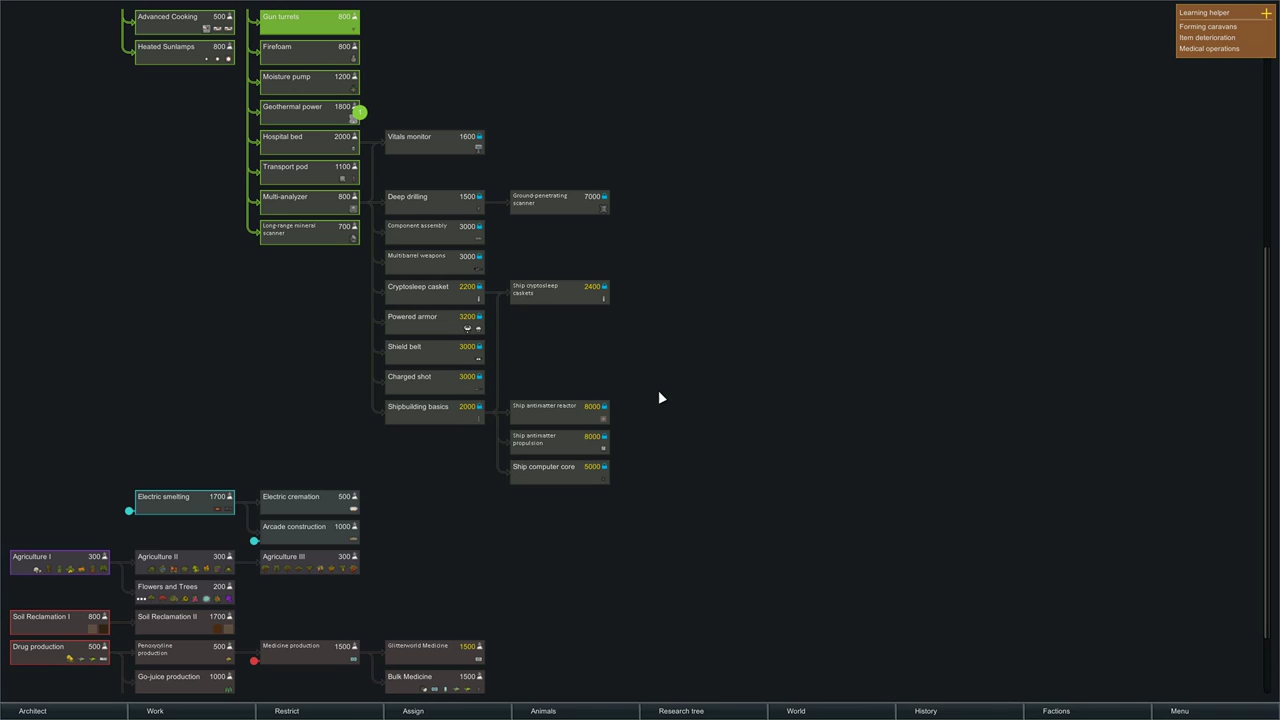 Advanced Cooking 500
Gun turrets 800
Learning helper
Forming caravans
Item deterioration
Medical operations
Heated Sunlamps 800
Firefoam 800
Moisture pump 1200
Geothermal power 1800
1
Hospital bed 2000
Vitals monitor 1600
Transport pod 1100
Multi-analyzer 800
Deep drilling 1500
Ground-penetrating
scanner 7000
Long-range mineral
scanner 700
Component assembly 3000
Multibarrel weapons 3000
Cryptosleep casket 2200
Ship cryptosleep
caskets 2400
Powered armor 3200
Shield belt 3000
Charged shot 3000
Shipbuilding basics 2000
Ship antimatter reactor 8000
Ship antimatter
propulsion 8000
Ship computer core 5000
Electric smelting 1700
Electric cremation 500
Arcade construction 1000
Agriculture I 300
Agriculture II 300
Agriculture III 300
Flowers and Trees 200
Soil Reclamation I 800
Soil Reclamation II 1700
Drug production 500
Penoxycyline
production 500
Medicine production 1500
Glitterworld Medicine 1500
Go-juice production 1000
Bulk Medicine 1500
Architect
Work
Restrict
Assign
Animals
Research tree
World
History
Factions
Menu